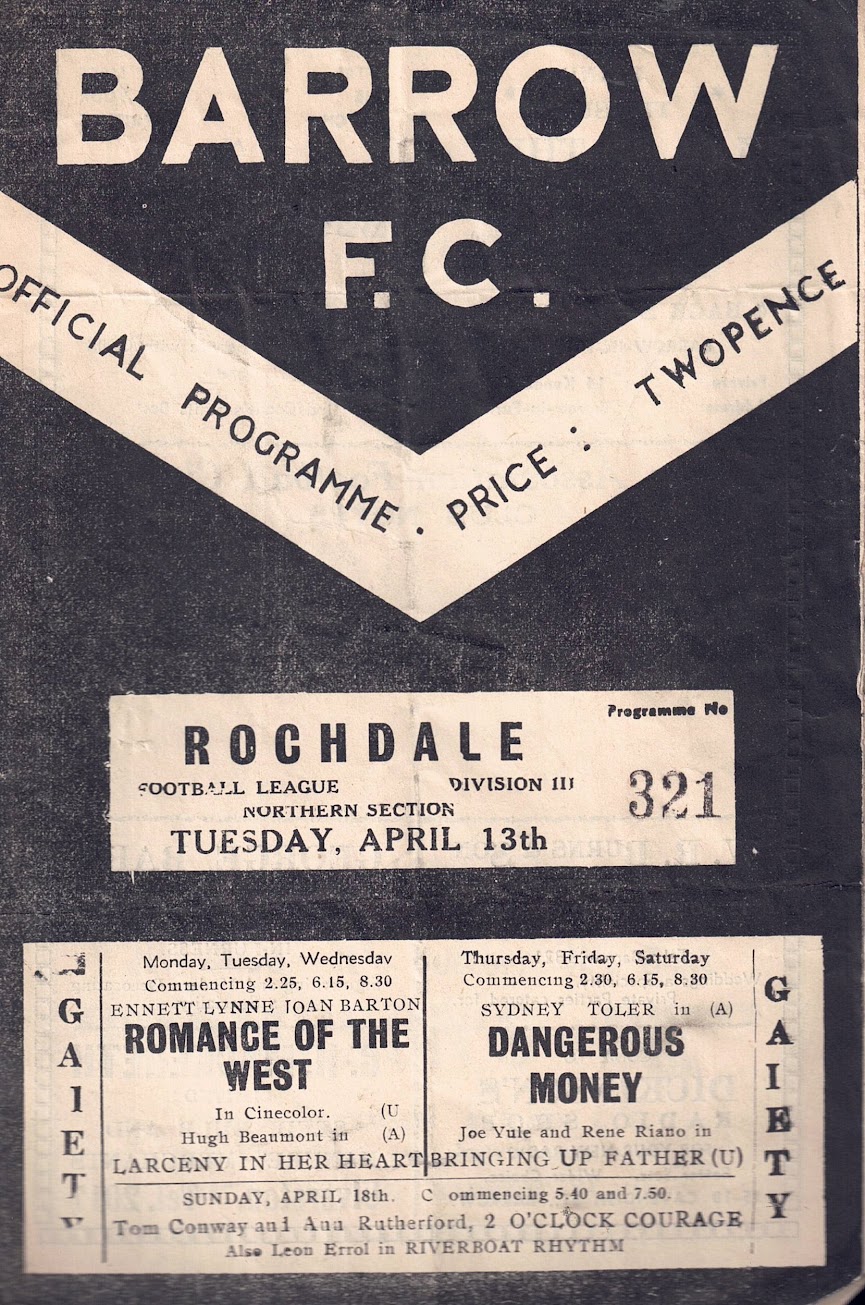 BARROW
F.C.
OFFICIAL PROGRAMME . PRICE : TWOPENCE
Programme No
321
ROCHDALE
FOOTBALL LEAGUE DIVISION III
NORTHERN SECTION
TUESDAY, APRIL 13th
GAIETY
Monday, Tuesday, Wednesday
Commencing 2.25, 6.15, 8.30
ENNETT LYNNE JOAN BARTON
ROMANCE OF THE
WEST
In Cinecolor. (U
Hugh Beaumont in (A)
LARCENY IN HER HEART
Thursday, Friday, Saturday
Commencing 2.30, 6.15, 8.30
SYDNEY TOLER in (A)
DANGEROUS
MONEY
Joe Yule and Rene Riano in
BRINGING UP FATHER (U)
GAIETY
SUNDAY, APRIL 18th. C ommencing 5.40 and 7.50.
Tom Conway and Ann Rutherford, 2 O'CLOCK COURAGE
Also Leon Errol in RIVERBOAT RHYTHM